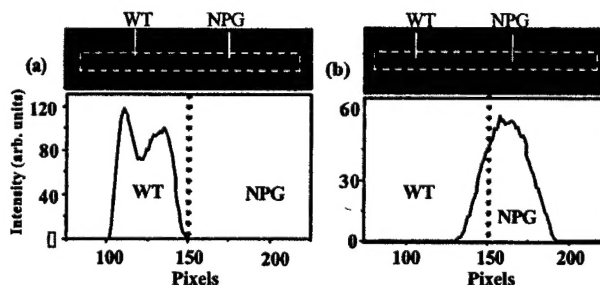 WT NPG WT NPG
(a) (b)
Intensity (arb. units)
120
80
40
0
WT NPG
100 150 200
Pixels
60
30
0
WT NPG
100 150 200
Pixels